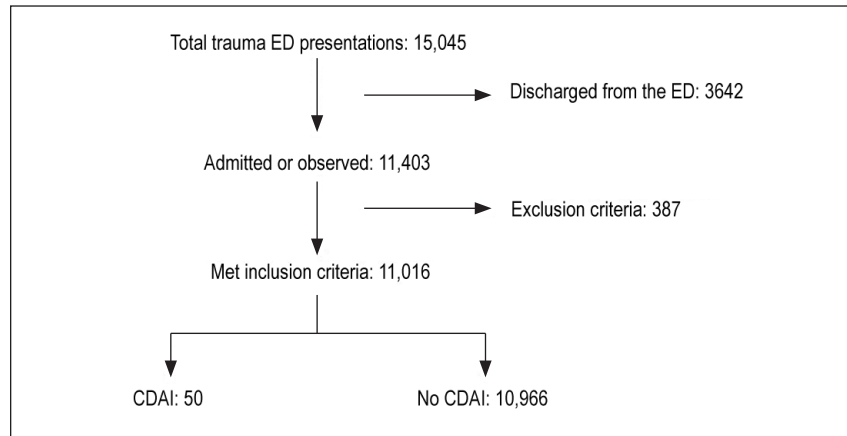 Total trauma ED presentations: 15,045
Discharged from the ED: 3642
Admitted or observed: 11,403
Exclusion criteria: 387
Met inclusion criteria: 11,016
CDAI: 50
No CDAI: 10,966